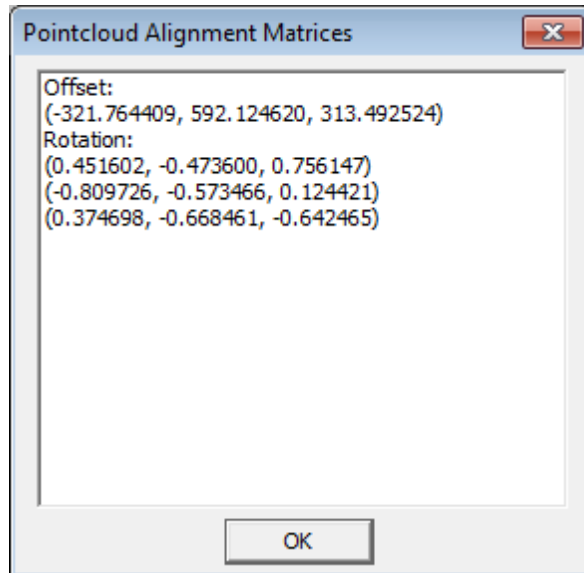 Pointcloud Alignment Matrices
Offset:
(-321.764409, 592.124620, 313.492524)
Rotation:
(0.451602, -0.473600, 0.756147)
(-0.809726, -0.573466, 0.124421)
(0.374698, -0.668461, -0.642465)
OK